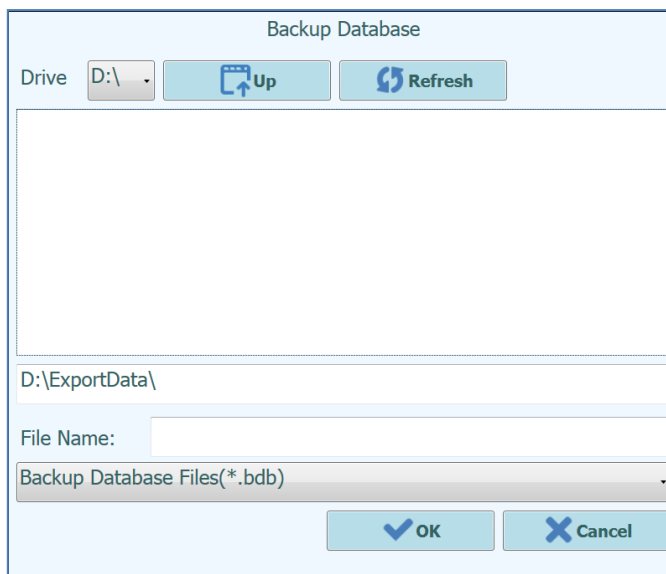 Backup Database
Drive D:\ Up Refresh
D:\ExportData\
File Name:
Backup Database Files(*.bdb)
OK Cancel